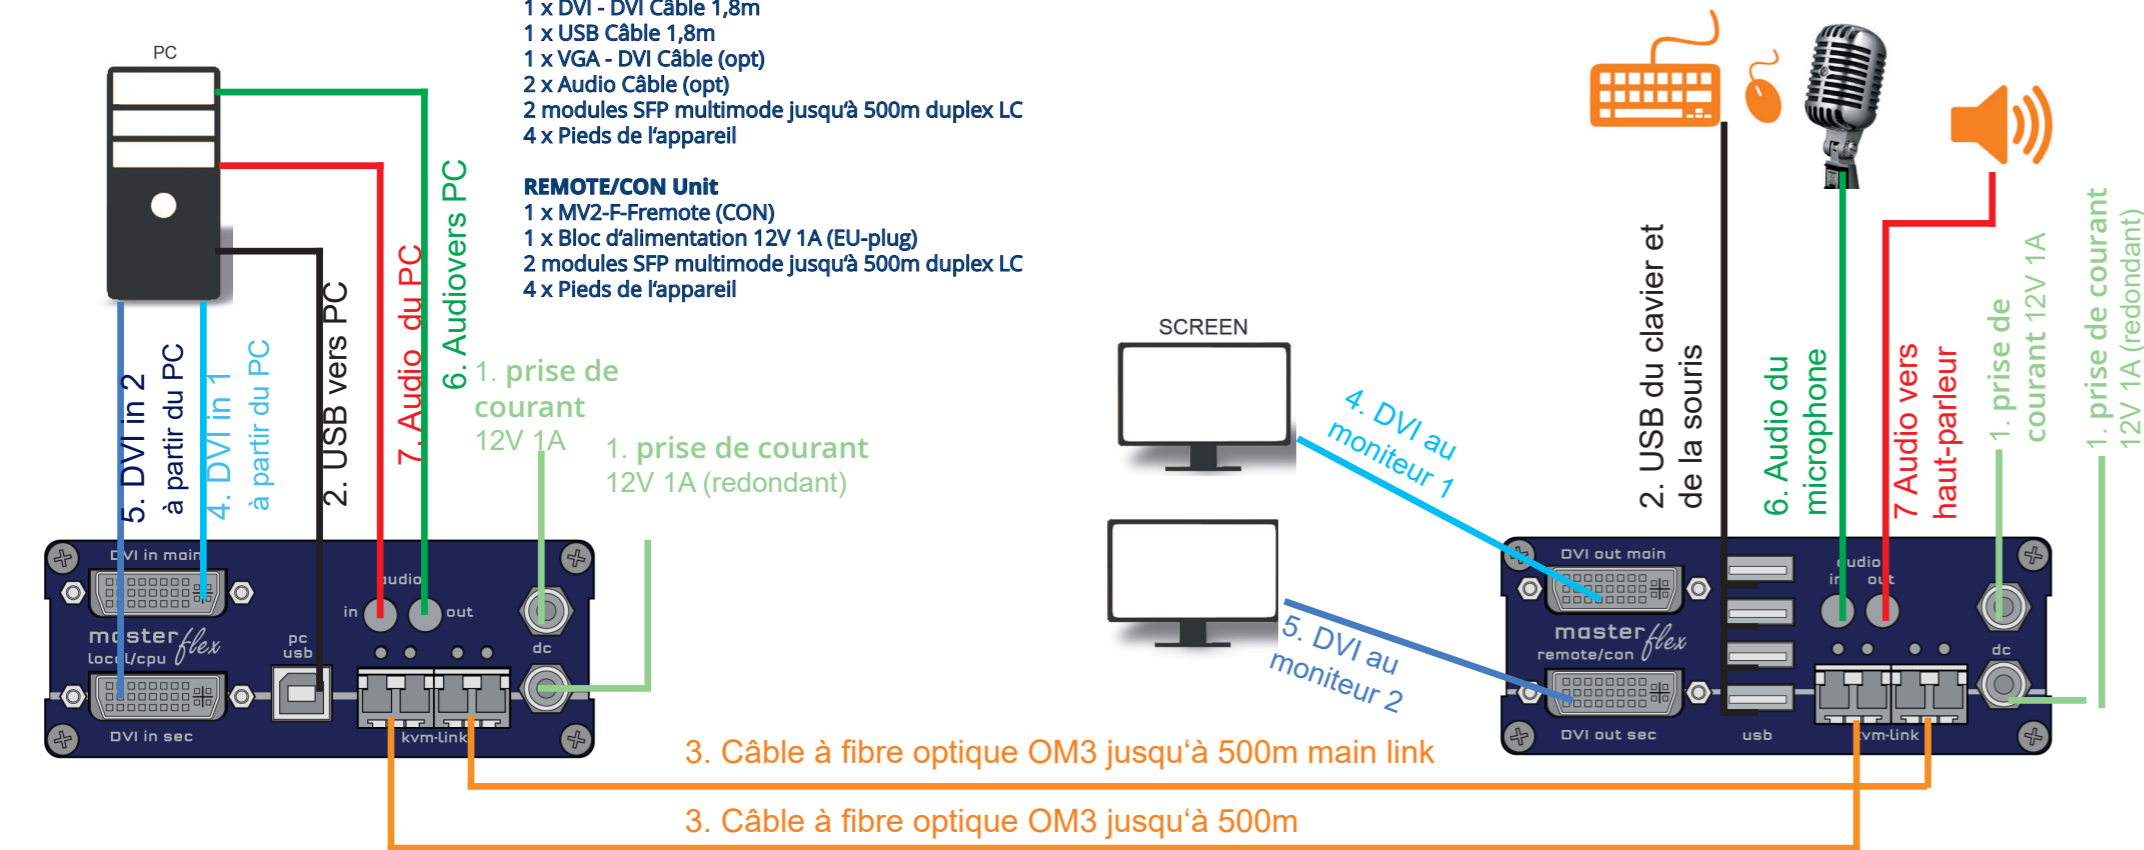 1 x DVI - DVI Câble 1,8m
1 x USB Câble 1,8m
1 x VGA - DVI Câble (opt)
2 x Audio Câble (opt)
2 modules SFP multimode jusqu'à 500m duplex LC
4 x Pieds de l'appareil
REMOTE/CON Unit
1 x MV2-F-Fremote (CON)
1 x Bloc d'alimentation 12V 1A (EU-plug)
2 modules SFP multimode jusqu'à 500m duplex LC
4 x Pieds de l'appareil
PC
5. DVI in 2
à partir du PC
4. DVI in 1
à partir du PC
2. USB vers PC
7. Audio du PC
6. Audiovers PC
1. prise de
courant
12V 1A
1. prise de courant
12V 1A (redondant)
DVI in main
master flex
local/cpu
DVI in sec
pc
usb
audio
in
out
dc
kvm-link
SCREEN
4. DVI au
moniteur 1
5. DVI au
moniteur 2
2. USB du clavier et
de la souris
6. Audio du
microphone
7 Audio vers
haut-parleur
1. prise de
courant 12V 1A
1. prise de courant
12V 1A (redondant)
DVI out main
master flex
remote/con
DVI out sec
usb
audio
in
out
dc
kvm-link
3. Câble à fibre optique OM3 jusqu'à 500m main link
3. Câble à fibre optique OM3 jusqu'à 500m